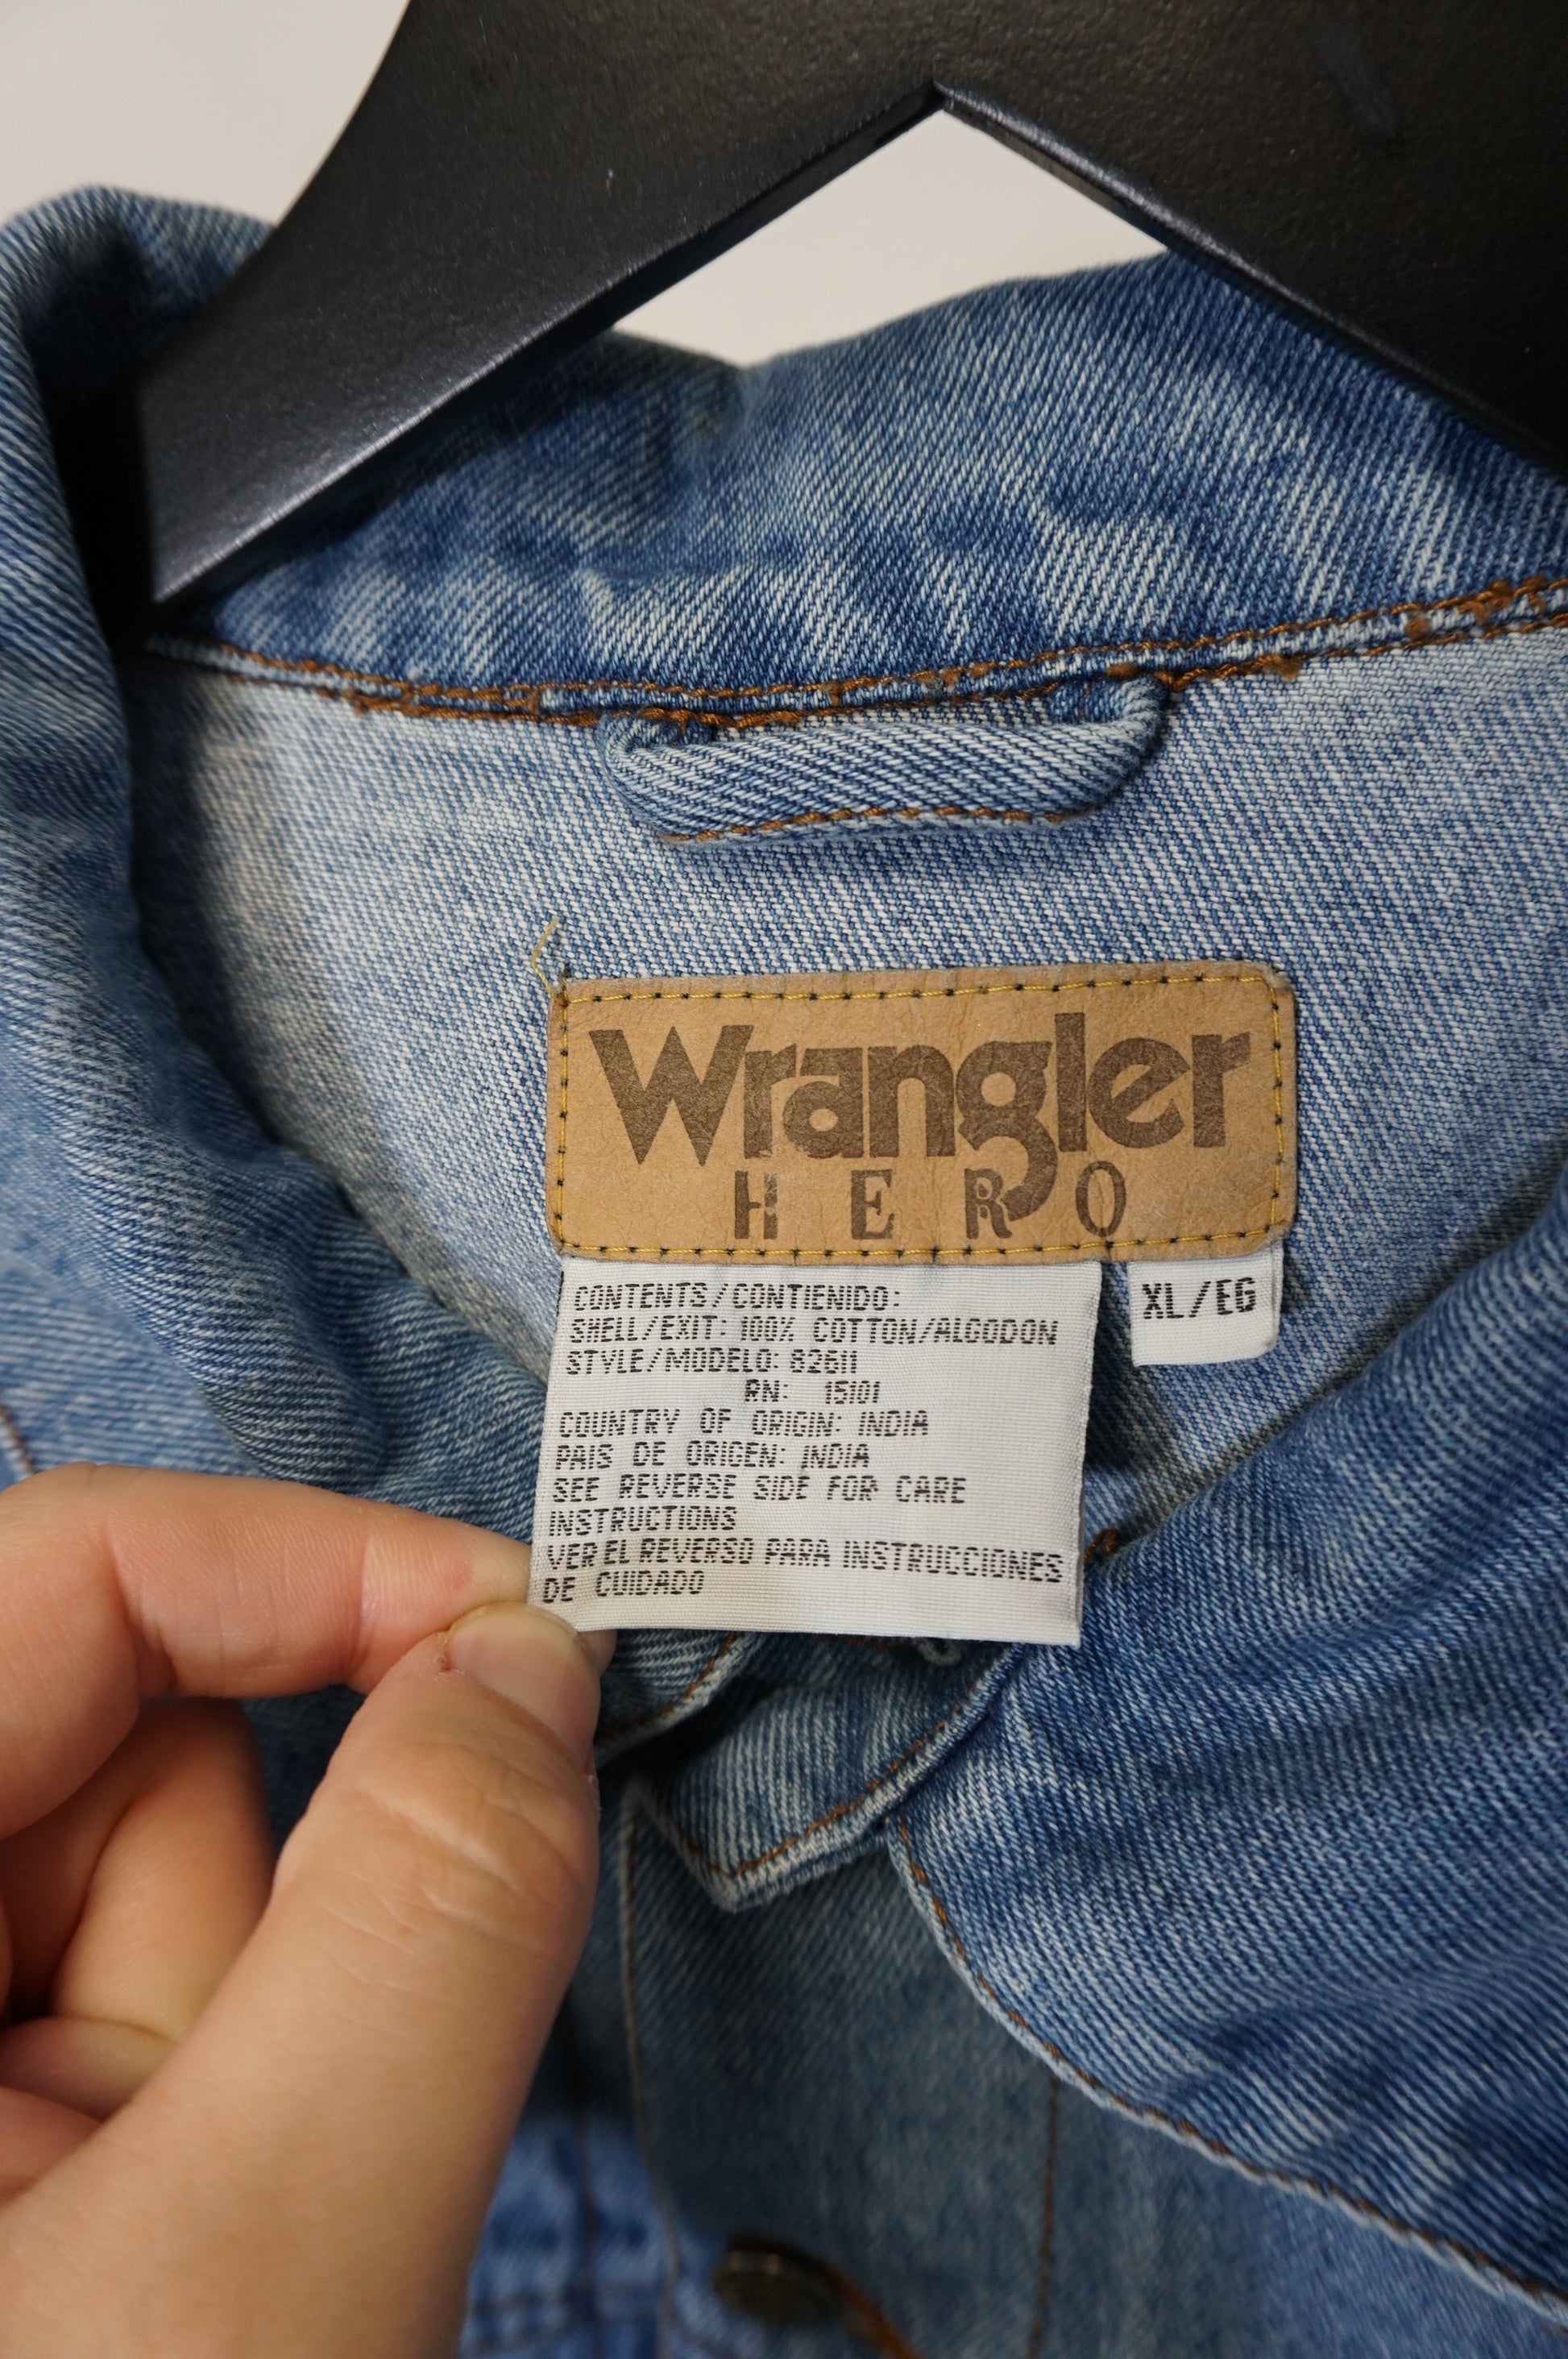 Wrangler
HERO
XL/EG
CONTENTS/CONTIENIDO:
SHELL/EXIT: 100% COTTON/ALGODON
STYLE/MODELO: 62611
RN: 15101
COUNTRY OF ORIGIN: INDIA
PAIS DE ORIGEN: INDIA
SEE REVERSE SIDE FOR CARE
INSTRUCTIONS
VER EL REVERSO PARA INSTRUCCIONES
DE CUIDADO